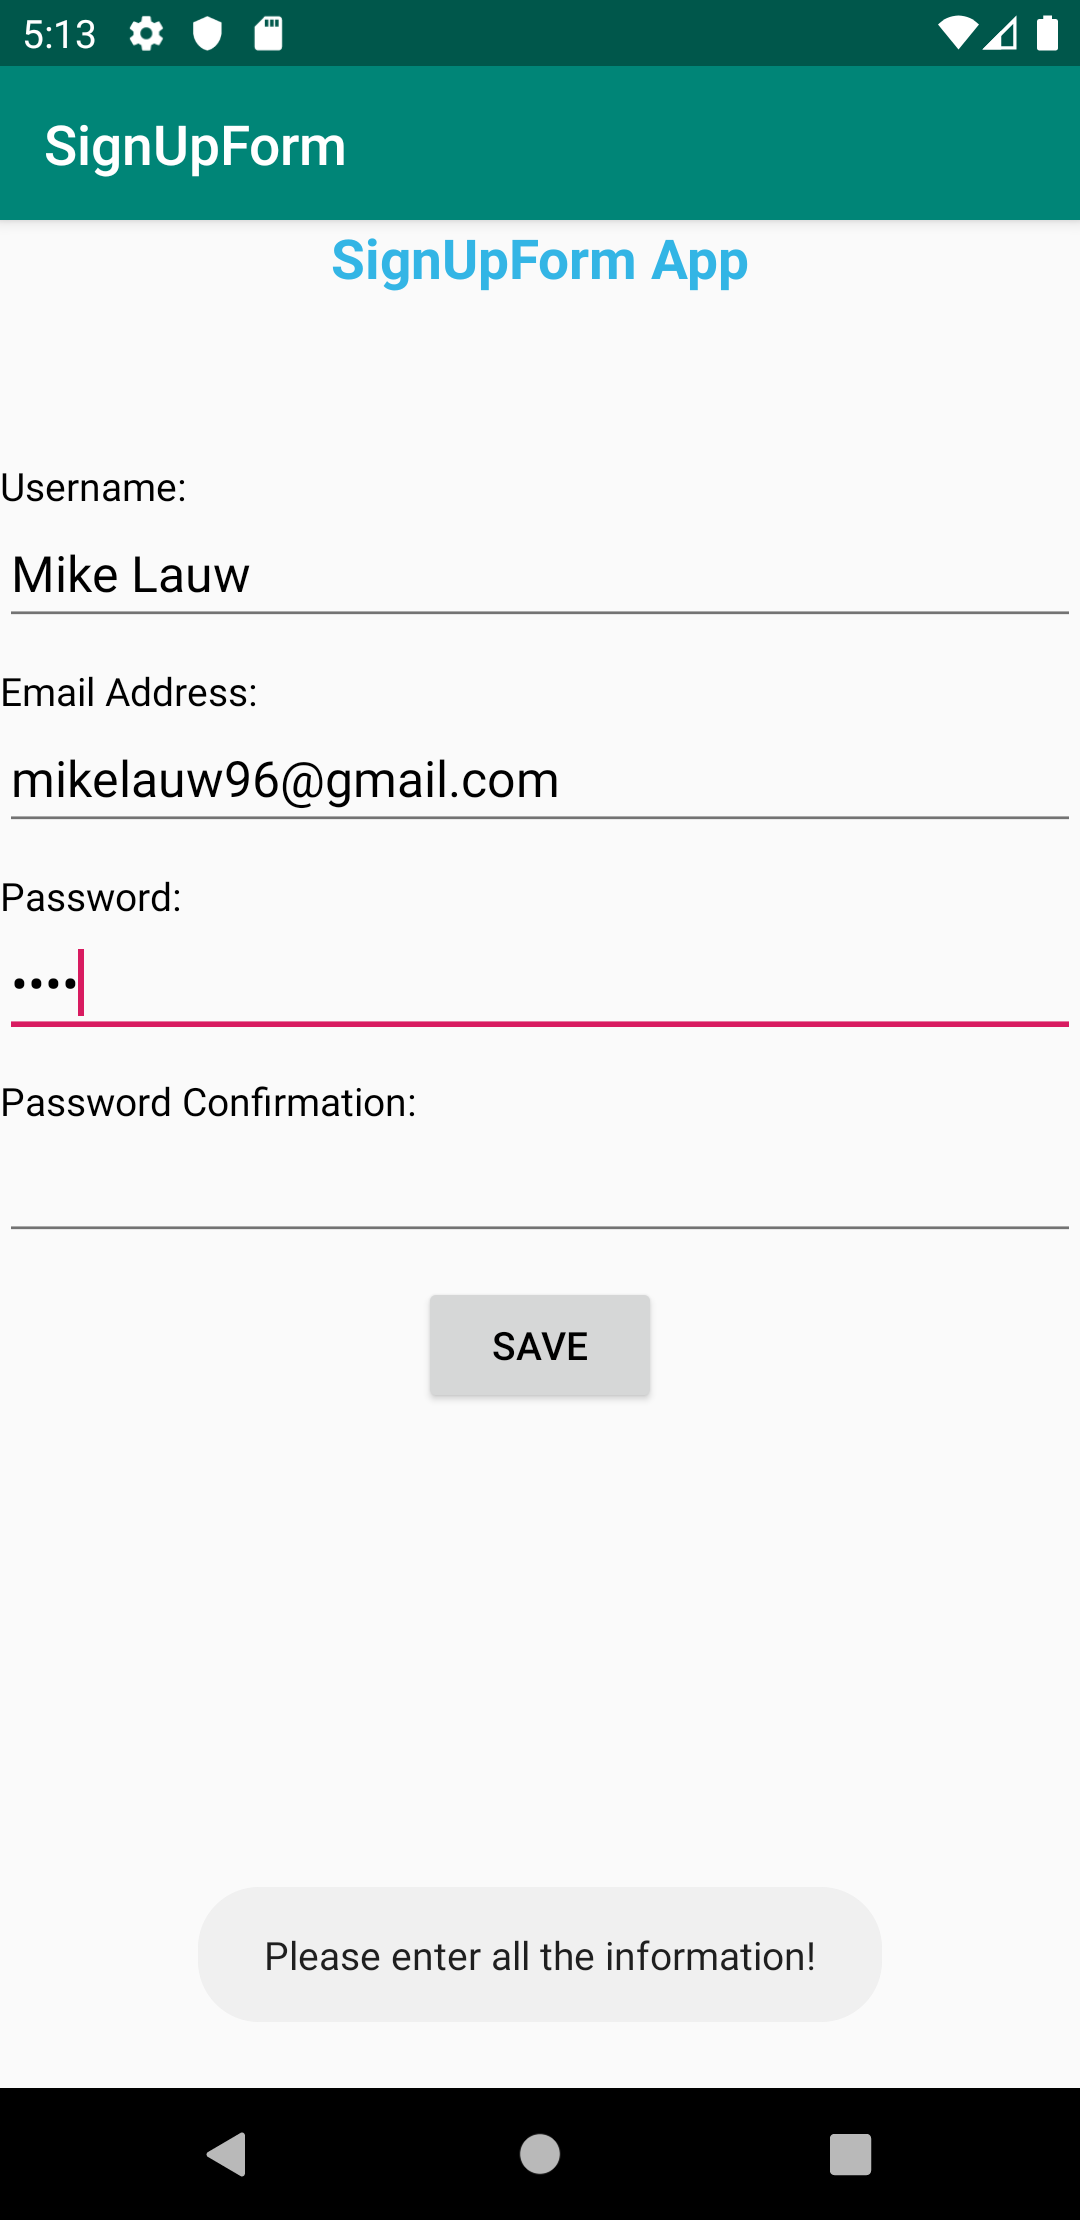 5:13
SignUpForm
SignUpForm App
Username:
Mike Lauw
Email Address:
mikelauw96@gmail.com
Password:
••••
Password Confirmation:
SAVE
Please enter all the information!